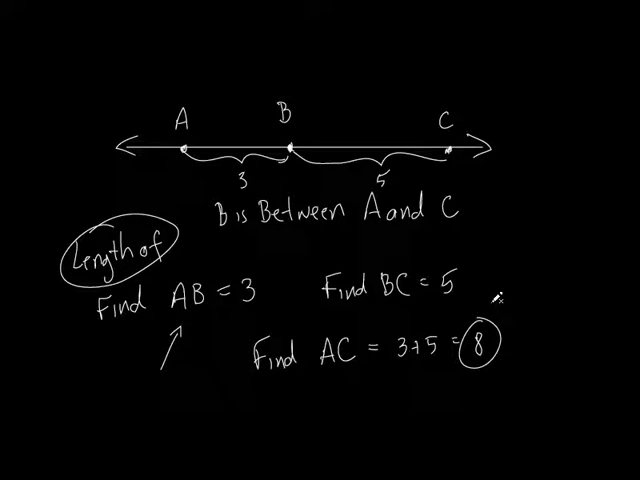 A B C
3 5
B is Between A and C
Length of
Find AB = 3 Find BC = 5
Find AC = 3+5 = 8